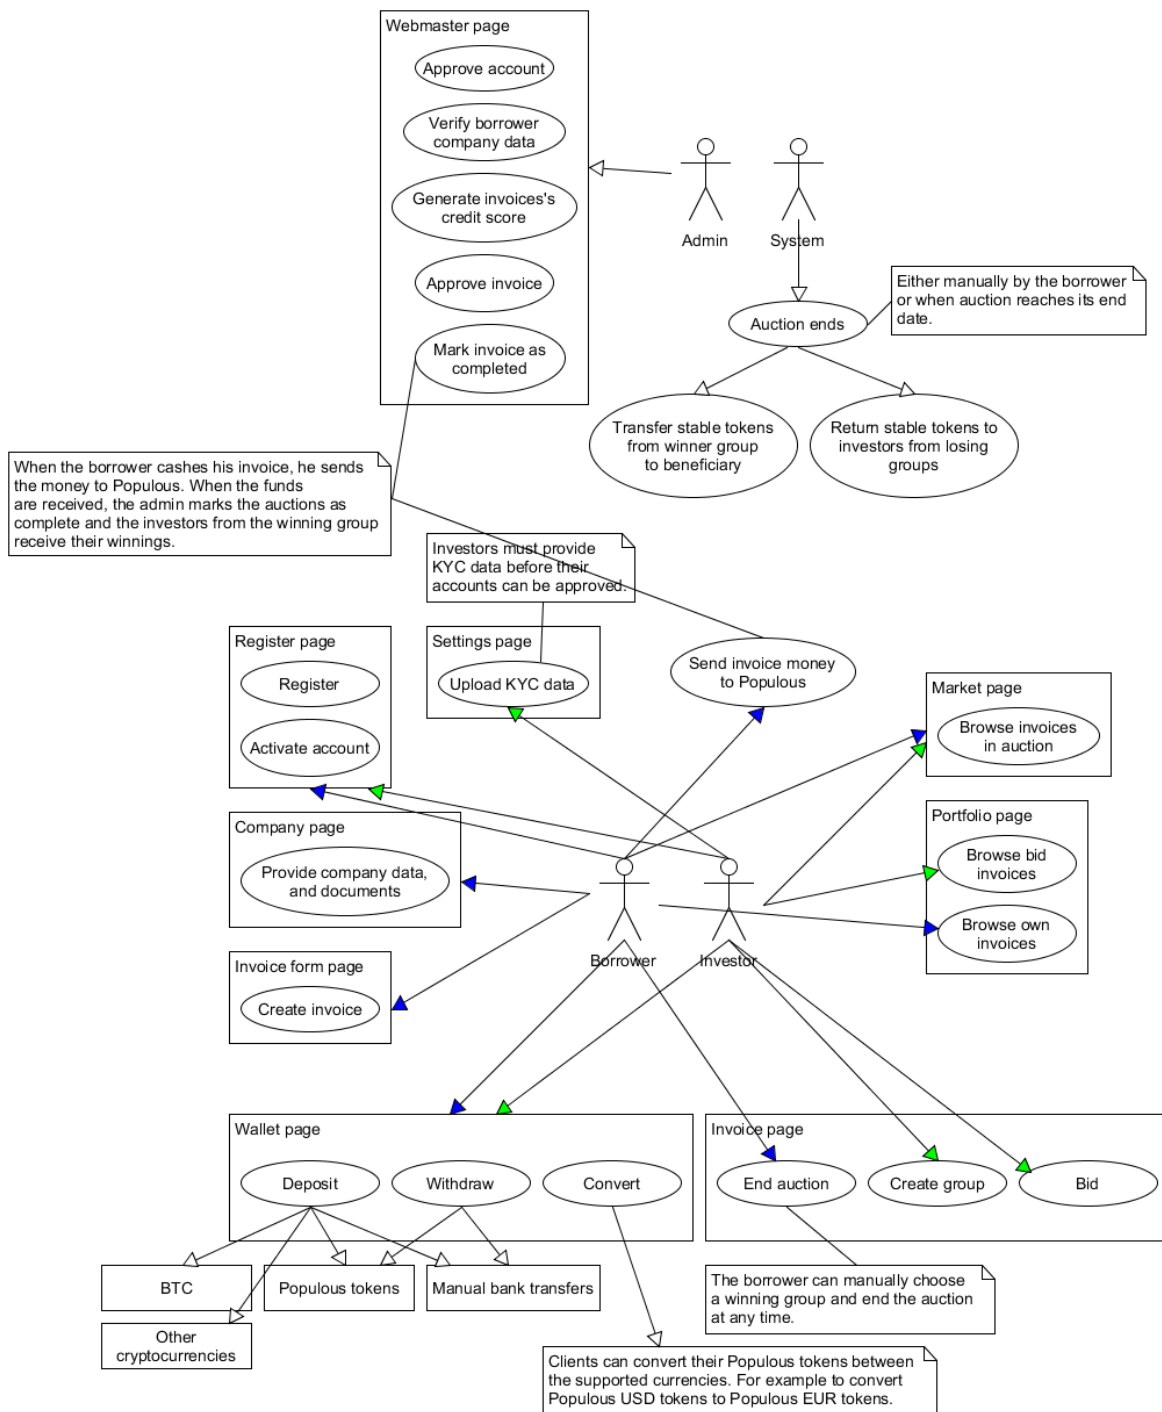 Webmaster page
Approve account
Verify borrower
company data
Generate invoices's
credit score
Approve invoice
Mark invoice as
completed
Admin
System
Auction ends
Either manually by the borrower
or when auction reaches its end
date.
Transfer stable tokens
from winner group
to beneficiary
Return stable tokens to
investors from losing
groups
When the borrower cashes his invoice, he sends
the money to Populous. When the funds
are received, the admin marks the auctions as
complete and the investors from the winning group
receive their winnings.
Investors must provide
KYC data before their
accounts can be approved.
Register page
Register
Activate account
Settings page
Upload KYC data
Send invoice money
to Populous
Market page
Browse invoices
in auction
Company page
Provide company data,
and documents
Portfolio page
Browse bid
invoices
Browse own
invoices
Borrower
Investor
Invoice form page
Create invoice
Wallet page
Deposit
Withdraw
Convert
Invoice page
End auction
Create group
Bid
BTC
Populous tokens
Manual bank transfers
Other
cryptocurrencies
The borrower can manually choose
a winning group and end the auction
at any time.
Clients can convert their Populous tokens between
the supported currencies. For example to convert
Populous USD tokens to Populous EUR tokens.